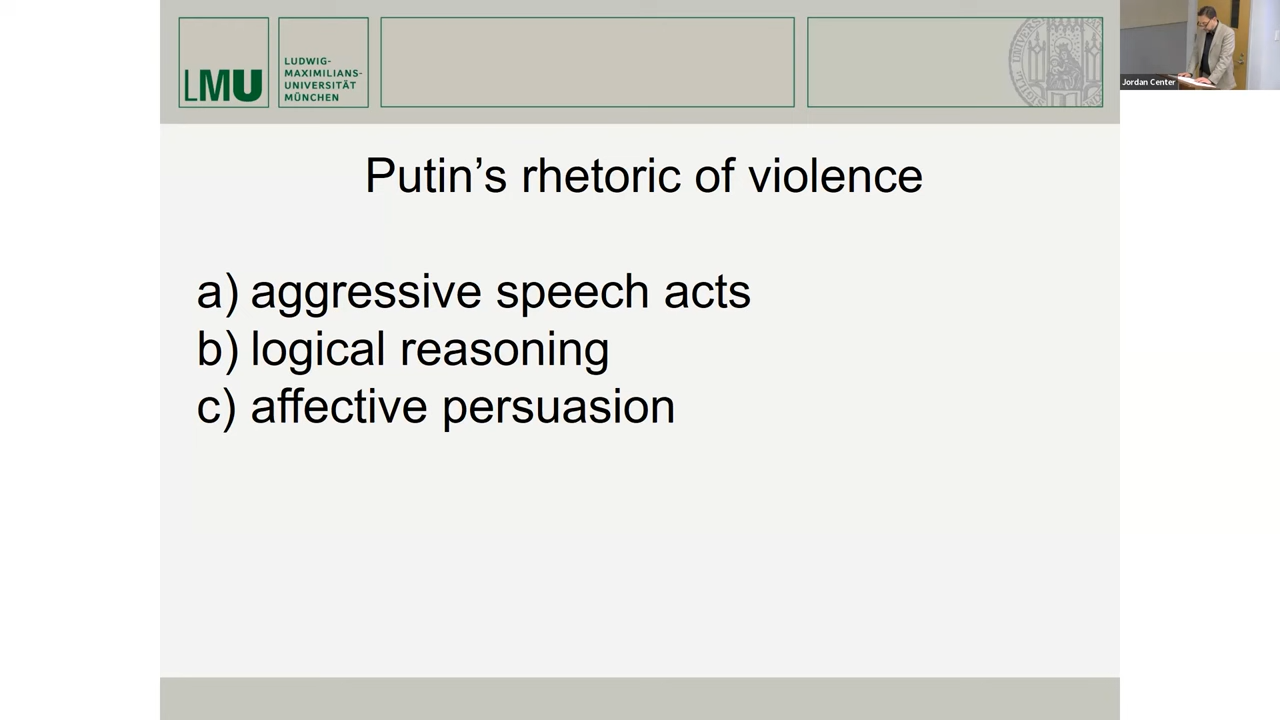 LMU
LUDWIG-
MAXIMILIANS-
UNIVERSITÄT
MÜNCHEN
Jordan Center
Putin’s rhetoric of violence
a) aggressive speech acts
b) logical reasoning
c) affective persuasion